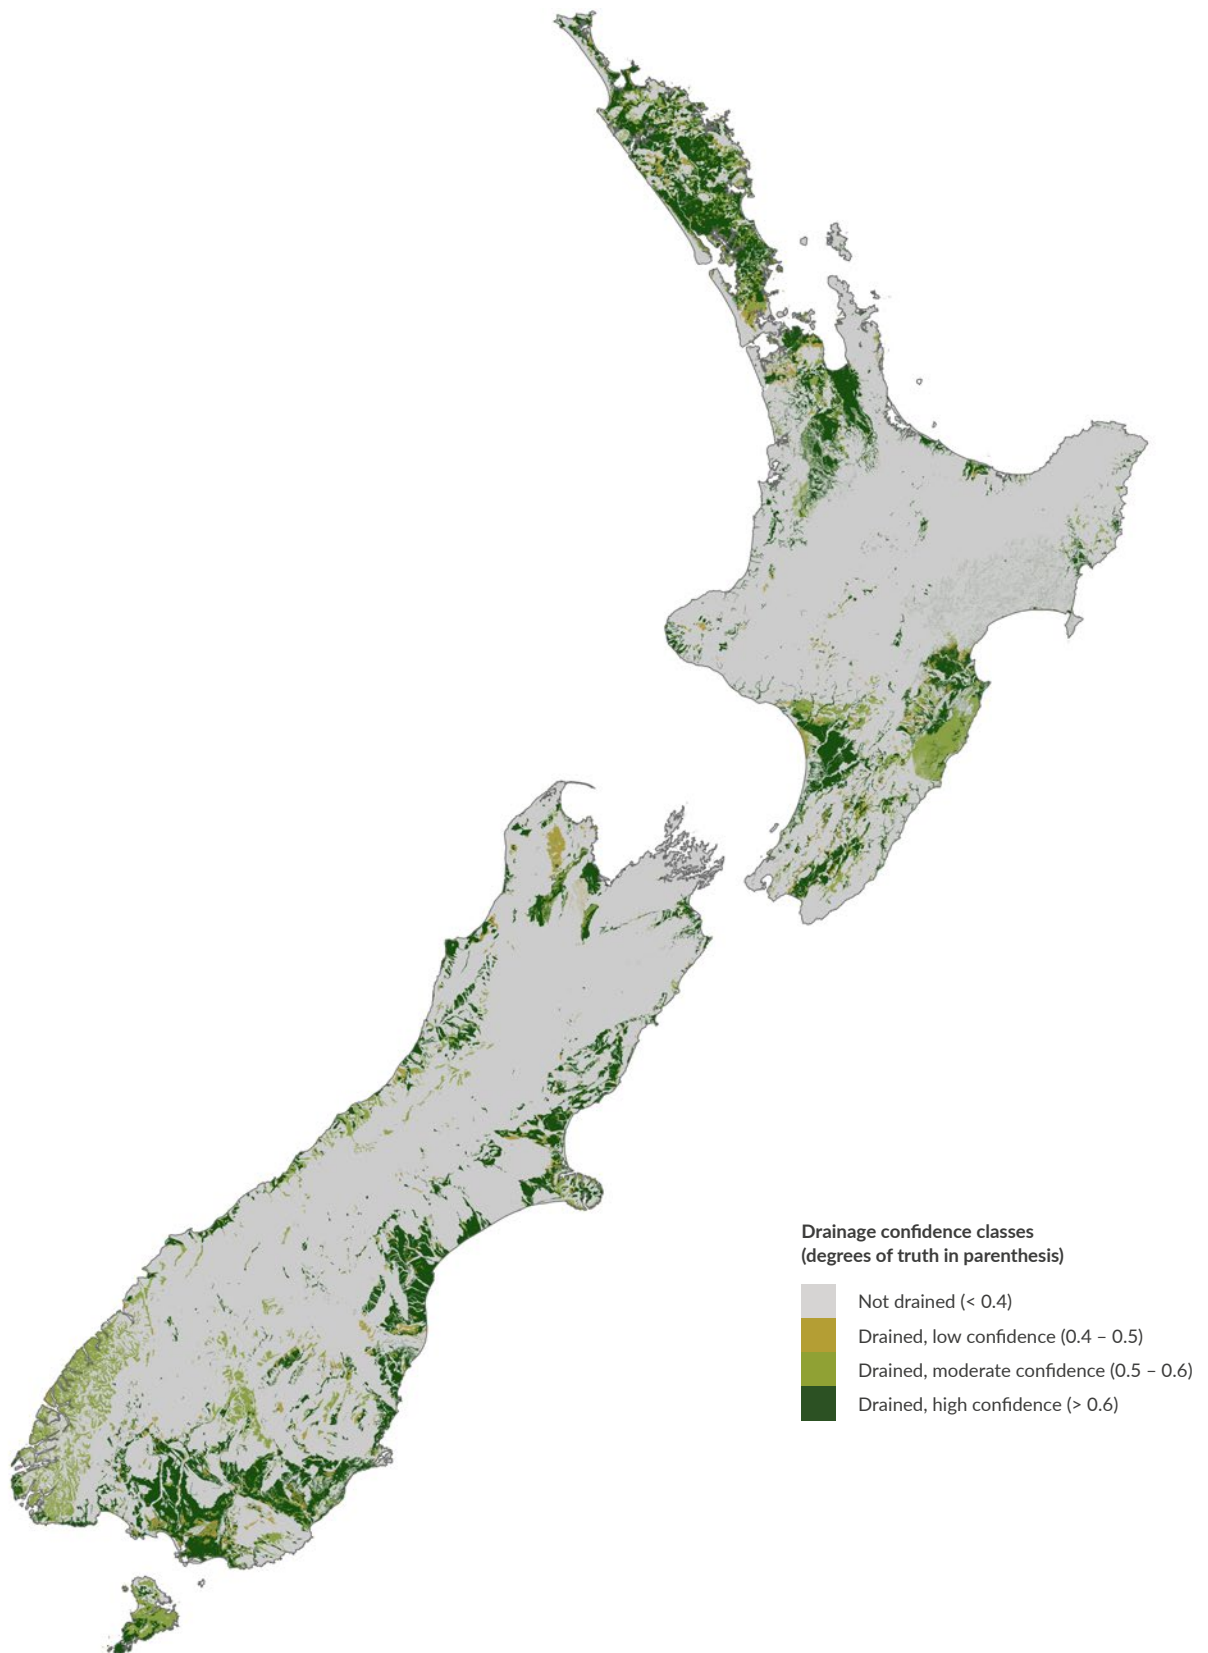 Drainage confidence classes
(degrees of truth in parenthesis)
Not drained (< 0.4)
Drained, low confidence (0.4 – 0.5)
Drained, moderate confidence (0.5 – 0.6)
Drained, high confidence (> 0.6)